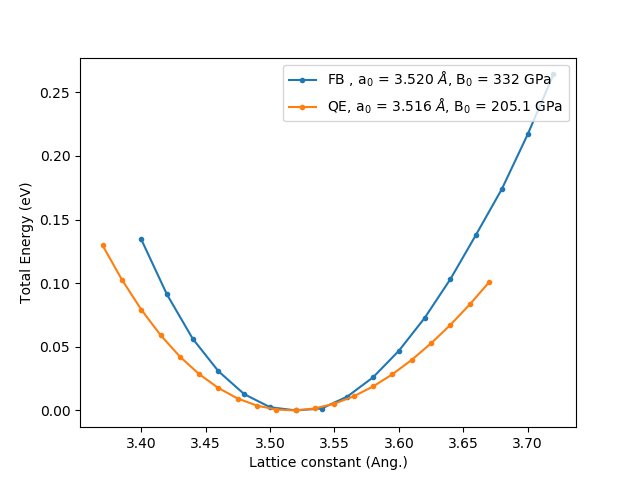 FB , a₀ = 3.520 Å, B₀ = 332 GPa
QE, a₀ = 3.516 Å, B₀ = 205.1 GPa
Total Energy (eV)
0.25
0.20
0.15
0.10
0.05
0.00
3.40 3.45 3.50 3.55 3.60 3.65 3.70
Lattice constant (Ang.)